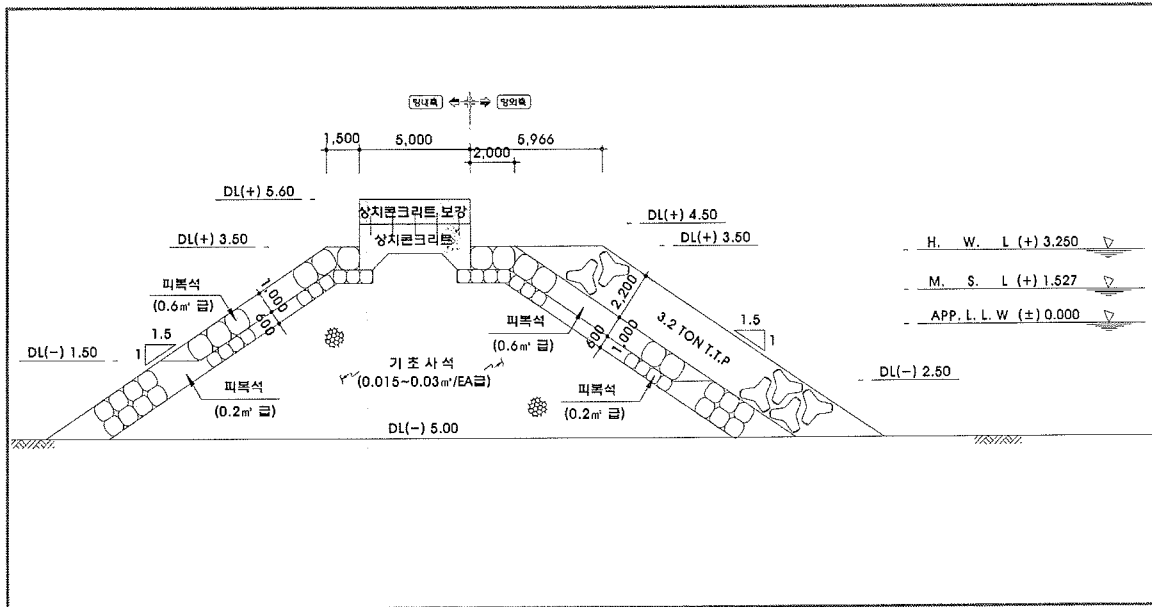 항내측 항외측
1,500 5,000 5,966
2,000
DL(+) 5.60
상치콘크리트 보강
DL(+) 4.50
상치콘크리트
DL(+) 3.50
DL(+) 3.50
H. W. L (+) 3.250
M. S. L (+) 1.527
APP. L. L. W (±) 0.000
피복석
(0.6㎥ 급)
1,000
600
1.5
1
DL(-) 1.50
피복석
(0.2㎥ 급)
기초사석
(0.015~0.03㎥/EA급)
2,200
3.2 TON T.T.P
피복석
(0.6㎥ 급)
600
1,000
1.5
1
DL(-) 2.50
피복석
(0.2㎥ 급)
DL(-) 5.00